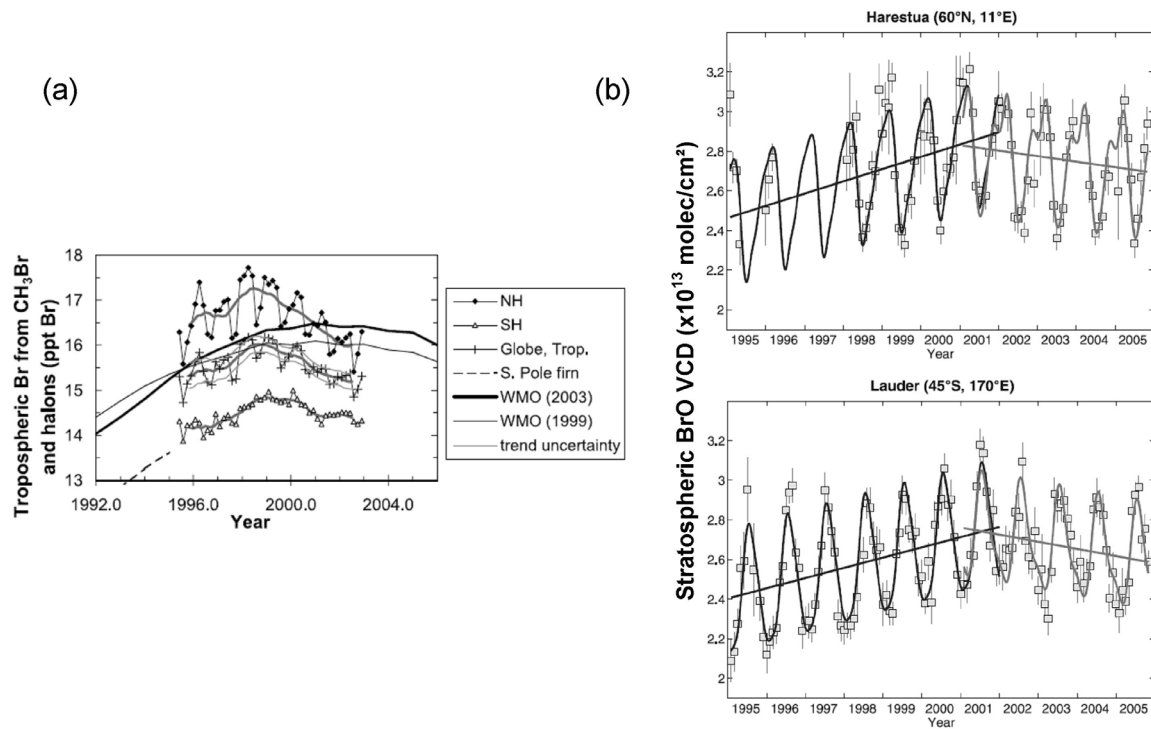 (a)
Tropospheric Br from CH₃Br
and halons (ppt Br)
18
17
16
15
14
13
1992.0 1996.0 2000.0 2004.0
Year
NH
SH
Globe, Trop.
S. Pole firn
WMO (2003)
WMO (1999)
trend uncertainty
(b)
Stratospheric BrO VCD (x10¹³ molec/cm²)
Harestua (60°N, 11°E)
3,2
3
2.8
2.6
2.4
2.2
2
1995 1996 1997 1998 1999 2000 2001 2002 2003 2004 2005
Year
Lauder (45°S, 170°E)
3,2
3
2.8
2.6
2.4
2.2
2
1995 1996 1997 1998 1999 2000 2001 2002 2003 2004 2005
Year